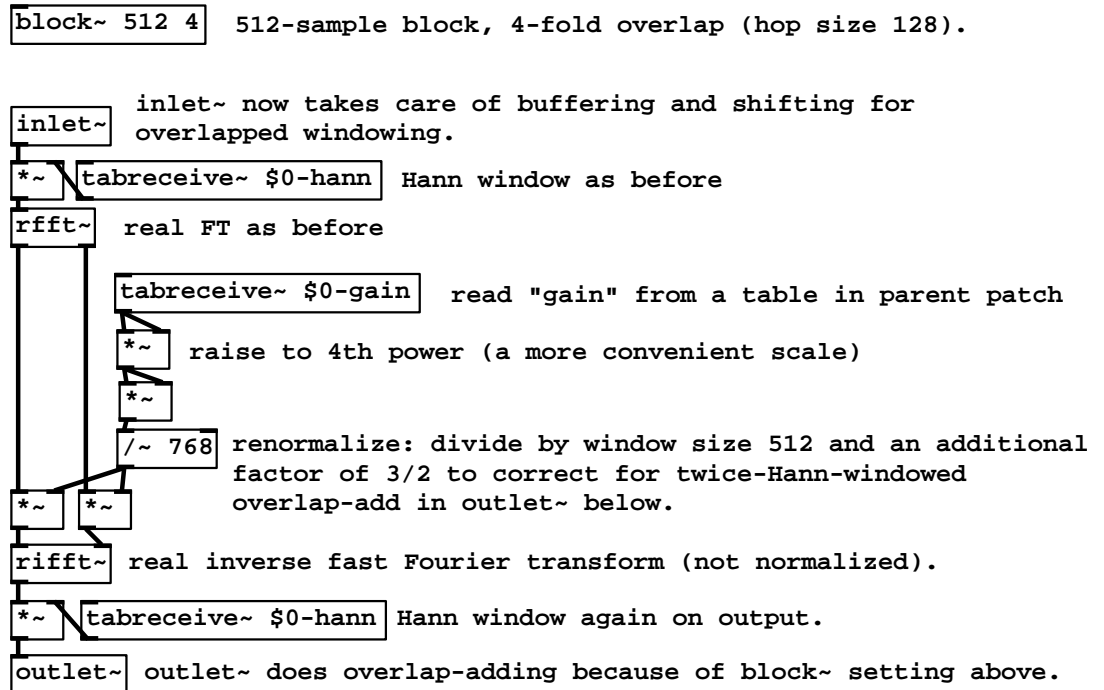 block~ 512 4 512-sample block, 4-fold overlap (hop size 128).
inlet~ now takes care of buffering and shifting for
inlet~ overlapped windowing.
*~ tabreceive~ $0-hann Hann window as before
rfft~ real FT as before
tabreceive~ $0-gain read "gain" from a table in parent patch
*~ raise to 4th power (a more convenient scale)
*~
/~ 768 renormalize: divide by window size 512 and an additional
factor of 3/2 to correct for twice-Hann-windowed
*~ *~ overlap-add in outlet~ below.
rifft~ real inverse fast Fourier transform (not normalized).
*~ tabreceive~ $0-hann Hann window again on output.
outlet~ outlet~ does overlap-adding because of block~ setting above.